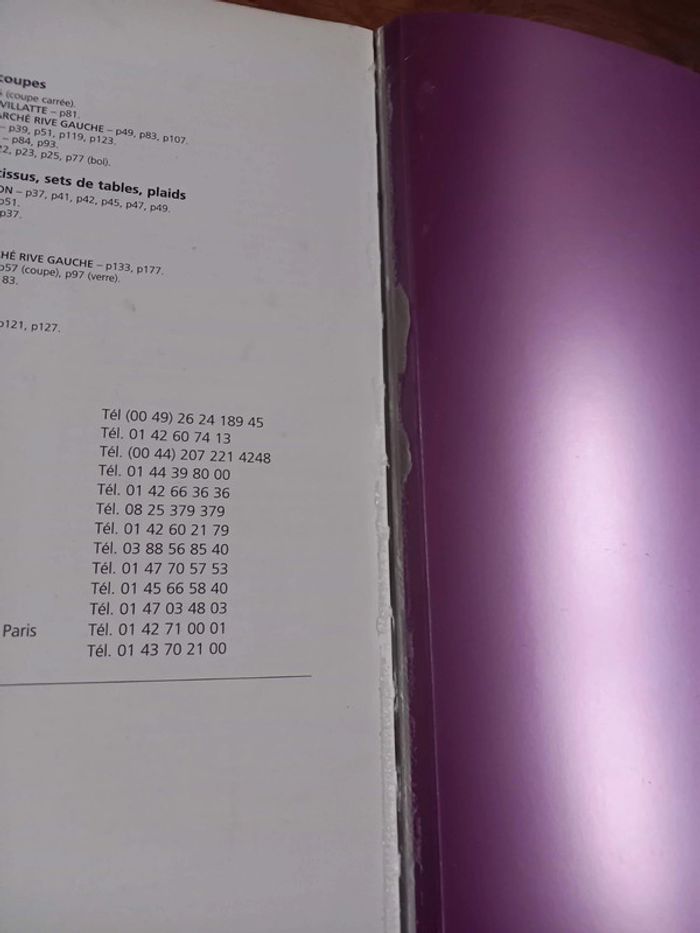 coupes
(coupe carrée).
VILLATTE – p81.
ARCHÉ RIVE GAUCHE – p49, p83, p107.
– p39, p51, p119, p123.
– p84, p93.
22, p23, p25, p77 (bol).
tissus, sets de tables, plaids
ON – p37, p41, p42, p45, p47, p49.
p51.
p37.
HÉ RIVE GAUCHE – p133, p177.
p57 (coupe), p97 (verre).
83.
p121, p127.
Tél (00 49) 26 24 189 45
Tél. 01 42 60 74 13
Tél. (00 44) 207 221 4248
Tél. 01 44 39 80 00
Tél. 01 42 66 36 36
Tél. 08 25 379 379
Tél. 01 42 60 21 79
Tél. 03 88 56 85 40
Tél. 01 47 70 57 53
Tél. 01 45 66 58 40
Tél. 01 47 03 48 03
Paris Tél. 01 42 71 00 01
Tél. 01 43 70 21 00